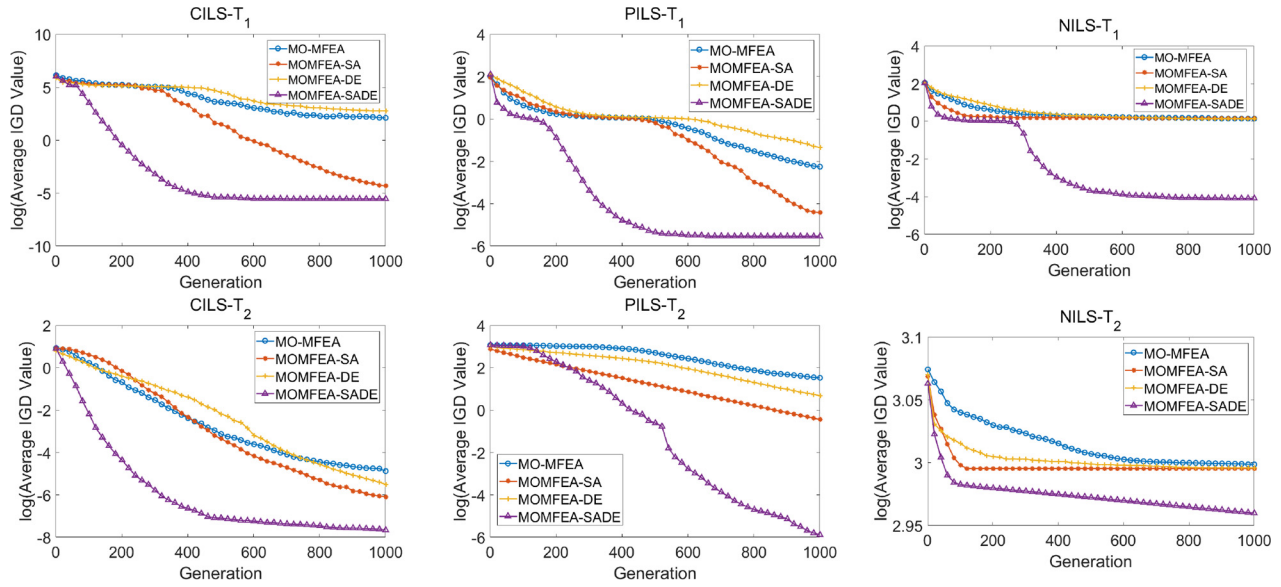 CILS-T1
log(Average IGD Value)
10
5
0
-5
-10
0 200 400 600 800 1000
Generation
MO-MFEA
MOMFEA-SA
MOMFEA-DE
MOMFEA-SADE
PILS-T1
log(Average IGD Value)
4
2
0
-2
-4
-6
0 200 400 600 800 1000
Generation
MO-MFEA
MOMFEA-SA
MOMFEA-DE
MOMFEA-SADE
NILS-T1
log(Average IGD Value)
4
2
0
-2
-4
-6
0 200 400 600 800 1000
Generation
MO-MFEA
MOMFEA-SA
MOMFEA-DE
MOMFEA-SADE
CILS-T2
log(Average IGD Value)
2
0
-2
-4
-6
-8
0 200 400 600 800 1000
Generation
MO-MFEA
MOMFEA-SA
MOMFEA-DE
MOMFEA-SADE
PILS-T2
log(Average IGD Value)
4
2
0
-2
-4
-6
0 200 400 600 800 1000
Generation
MO-MFEA
MOMFEA-SA
MOMFEA-DE
MOMFEA-SADE
NILS-T2
log(Average IGD Value)
3.1
3.05
3
2.95
0 200 400 600 800 1000
Generation
MO-MFEA
MOMFEA-SA
MOMFEA-DE
MOMFEA-SADE